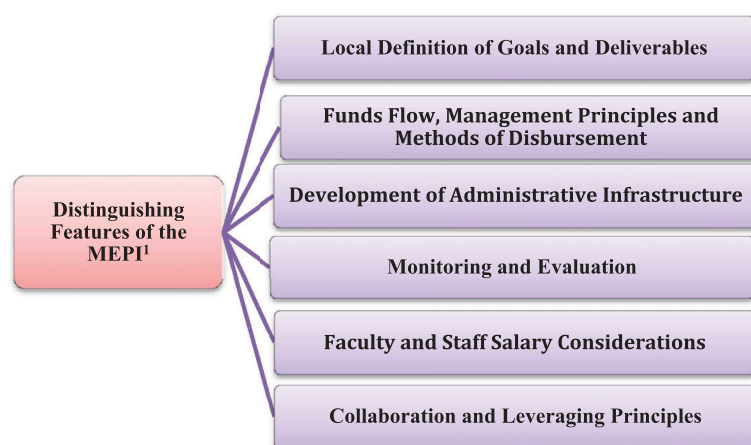 Local Definition of Goals and Deliverables
Funds Flow, Management Principles and
Methods of Disbursement
Development of Administrative Infrastructure
Distinguishing
Features of the
MEPI¹
Monitoring and Evaluation
Faculty and Staff Salary Considerations
Collaboration and Leveraging Principles